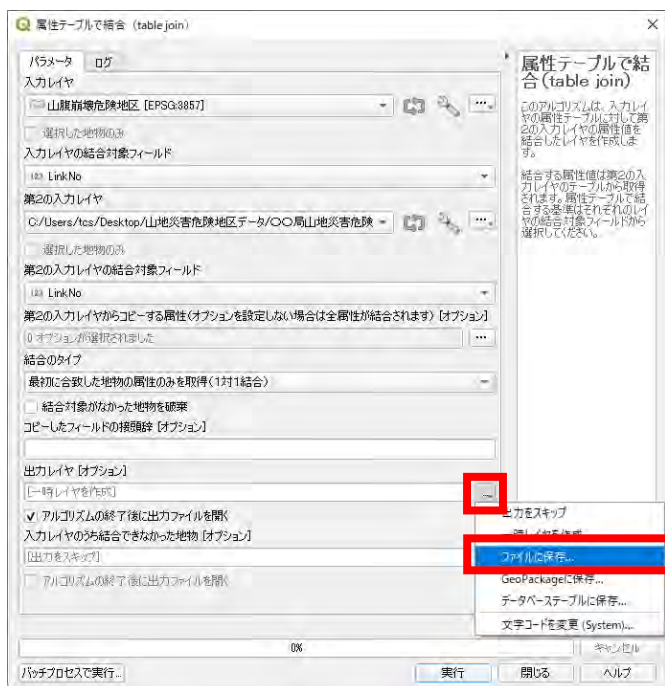 属性テーブルで結合 (table join)
パラメータ ログ
入力レイヤ
山腹崩壊危険地区 [EPSG:3857]
選択した地物のみ
入力レイヤの結合対象フィールド
123 LinkNo
第2の入力レイヤ
C:/Users/tcs/Desktop/山地災害危険地区データ/〇〇局山地災害危険
選択した地物のみ
第2の入力レイヤの結合対象フィールド
123 LinkNo
第2の入力レイヤからコピーする属性(オプションを設定しない場合は全属性が結合されます) [オプション]
0 オプションが選択されました
...
結合のタイプ
最初に合致した地物の属性のみを取得(1対1結合)
結合対象がなかった地物を破棄
コピーしたフィールドの接頭辞 [オプション]
出力レイヤ [オプション]
[一時レイヤを作成]
...
アルゴリズムの終了後に出力ファイルを開く
入力レイヤのうち結合できなかった地物 [オプション]
[出力をスキップ]
アルゴリズムの終了後に出力ファイルを開く
出力をスキップ
一時レイヤを作成
ファイルに保存...
GeoPackageに保存...
データベーステーブルに保存...
文字コードを変更 (System)...
0%
キャンセル
バッチプロセスで実行...
実行
閉じる
ヘルプ
属性テーブルで結
合(table join)
このアルゴリズムは、入力レイ
ヤの属性テーブルに対して第
2の入力レイヤの属性値を
結合したレイヤを作成しま
す。
結合する属性値は第2の入
力レイヤのテーブルから取得
されます。属性テーブルで結
合する基準はそれぞれのレイ
ヤの結合対象フィールドから
選択してください。